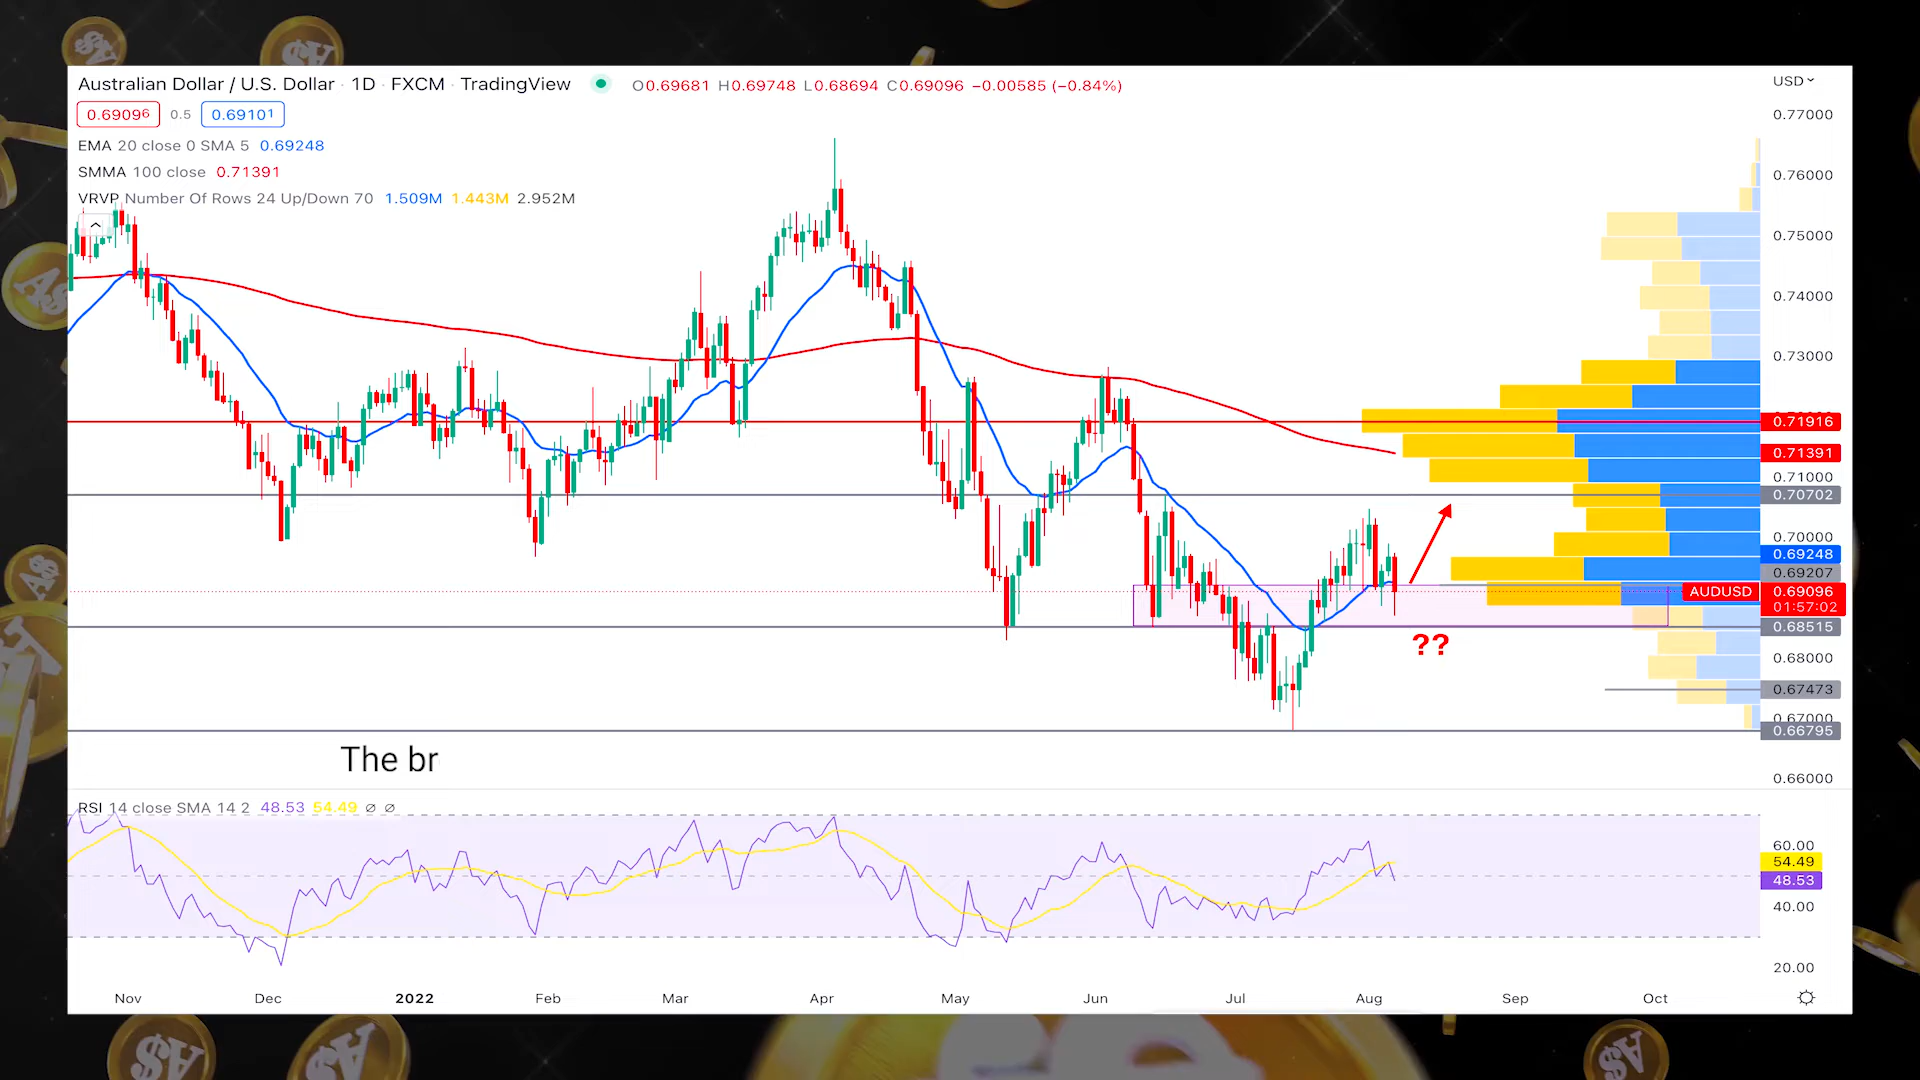 Australian Dollar / U.S. Dollar · 1D · FXCM · TradingView O0.69681 H0.69748 L0.68694 C0.69096 −0.00585 (−0.84%)
USD
0.69096 0.5 0.69101
0.77000
EMA 20 close 0 SMA 5 0.69248
SMMA 100 close 0.71391
0.76000
VRVP Number Of Rows 24 Up/Down 70 1.509M 1.443M 2.952M
0.75000
0.74000
0.73000
0.71916
0.71391
0.71000
0.70702
0.70000
0.69248
0.69207
AUDUSD 0.69096
01:57:02
0.68515
??
0.68000
0.67473
0.67000
0.66795
The br
0.66000
RSI 14 close SMA 14 2 48.53 54.49 ∅ ∅
60.00
54.49
48.53
40.00
20.00
Nov Dec 2022 Feb Mar Apr May Jun Jul Aug Sep Oct